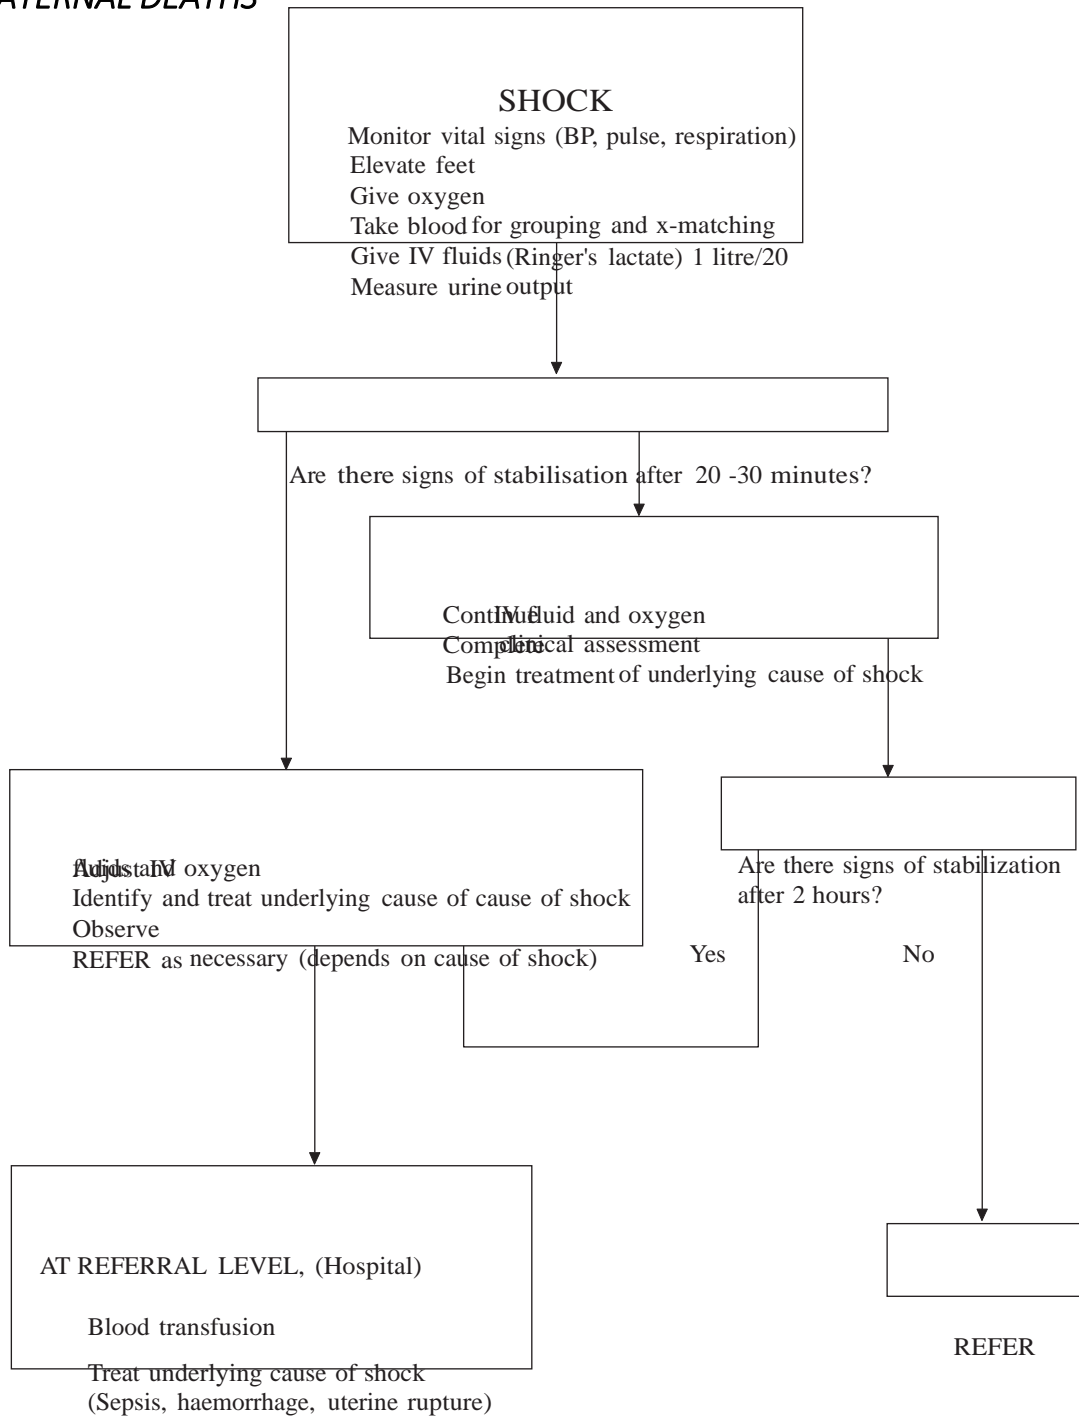 ATERNAL DEATHS
SHOCK
Monitor vital signs (BP, pulse, respiration)
Elevate feet
Give oxygen
Take blood for grouping and x-matching
Give IV fluids (Ringer's lactate) 1 litre/20
Measure urine output
Are there signs of stabilisation after 20 -30 minutes?
Continue IV fluid and oxygen
Complete clinical assessment
Begin treatment of underlying cause of shock
Adjust IV fluids and oxygen
Identify and treat underlying cause of cause of shock
Observe
REFER as necessary (depends on cause of shock)
Are there signs of stabilization
after 2 hours?
Yes
No
AT REFERRAL LEVEL, (Hospital)
Blood transfusion
Treat underlying cause of shock
(Sepsis, haemorrhage, uterine rupture)
REFER